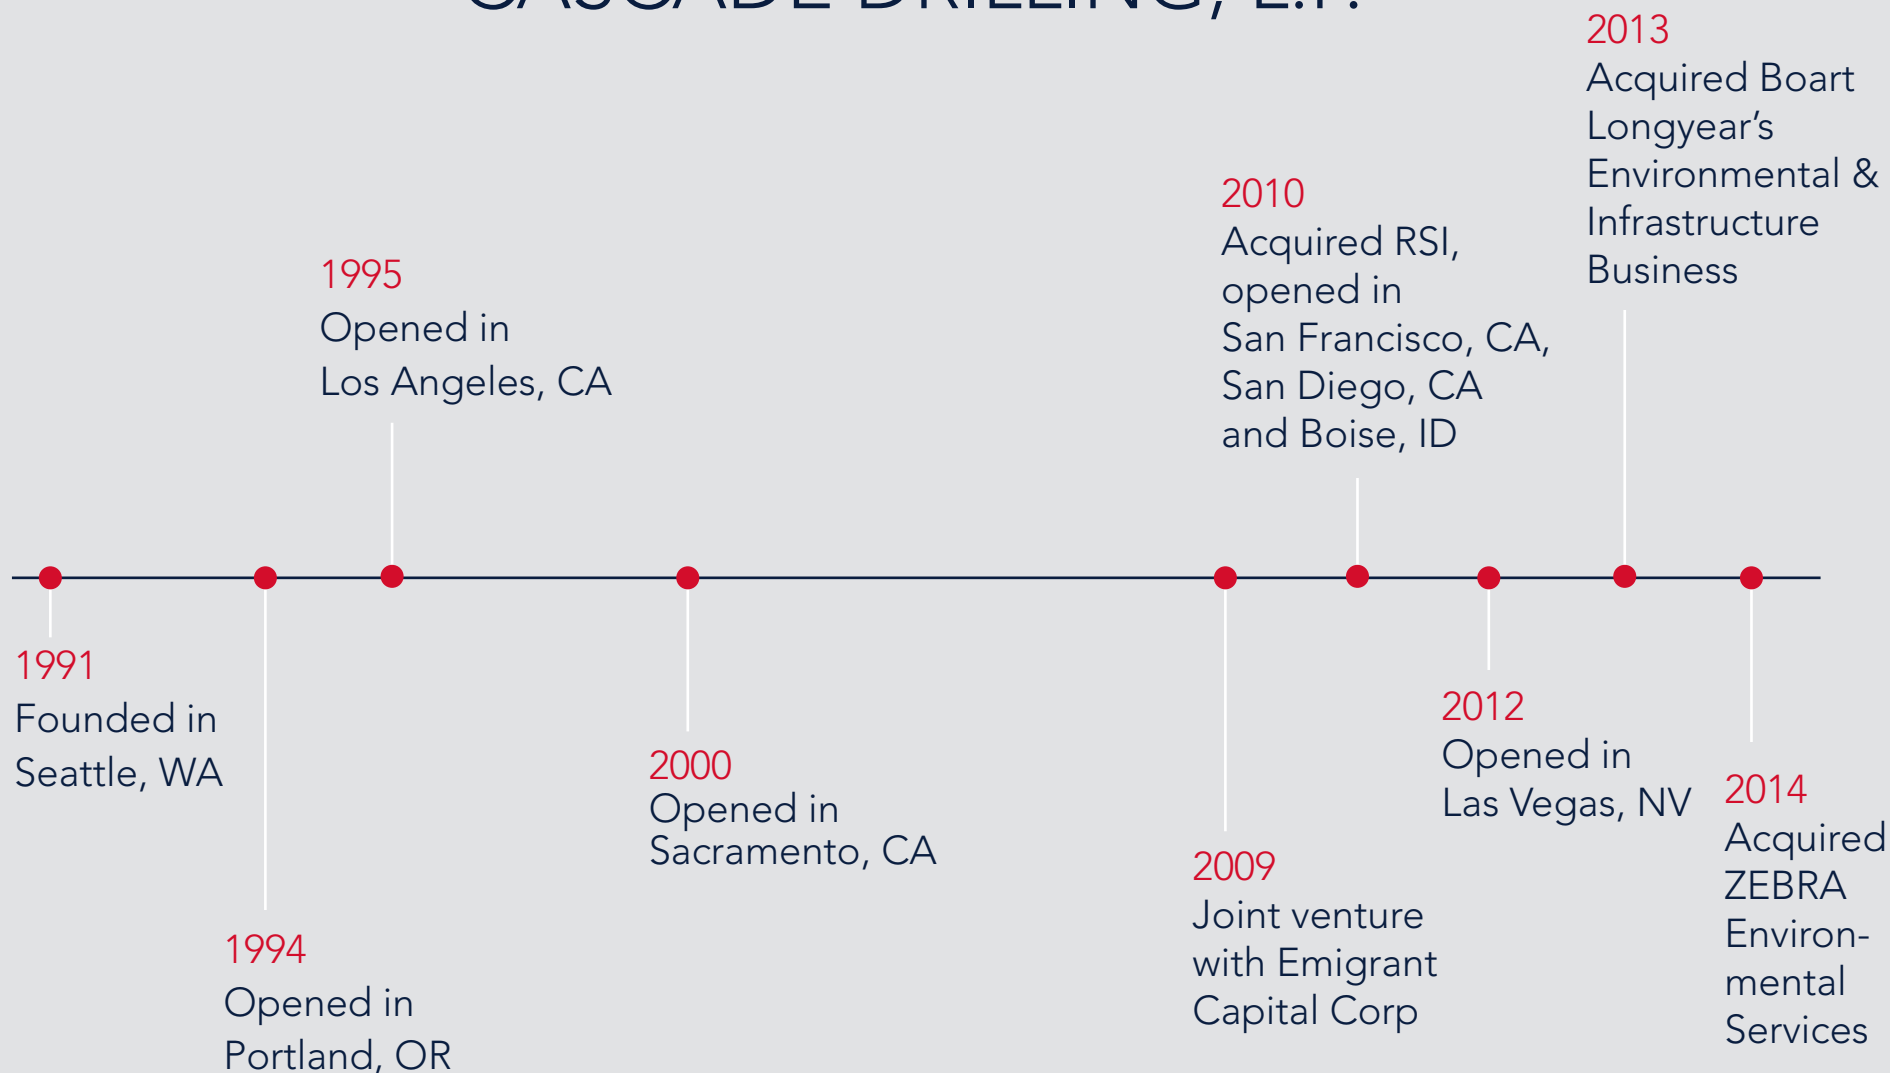 CASCADE DRILLING, L.P.
2013
Acquired Boart
Longyear’s
Environmental &
Infrastructure
Business
2010
Acquired RSI,
opened in
San Francisco, CA,
San Diego, CA
and Boise, ID
1995
Opened in
Los Angeles, CA
1991
Founded in
Seattle, WA
1994
Opened in
Portland, OR
2000
Opened in
Sacramento, CA
2009
Joint venture
with Emigrant
Capital Corp
2012
Opened in
Las Vegas, NV
2014
Acquired
ZEBRA
Environ-
mental
Services